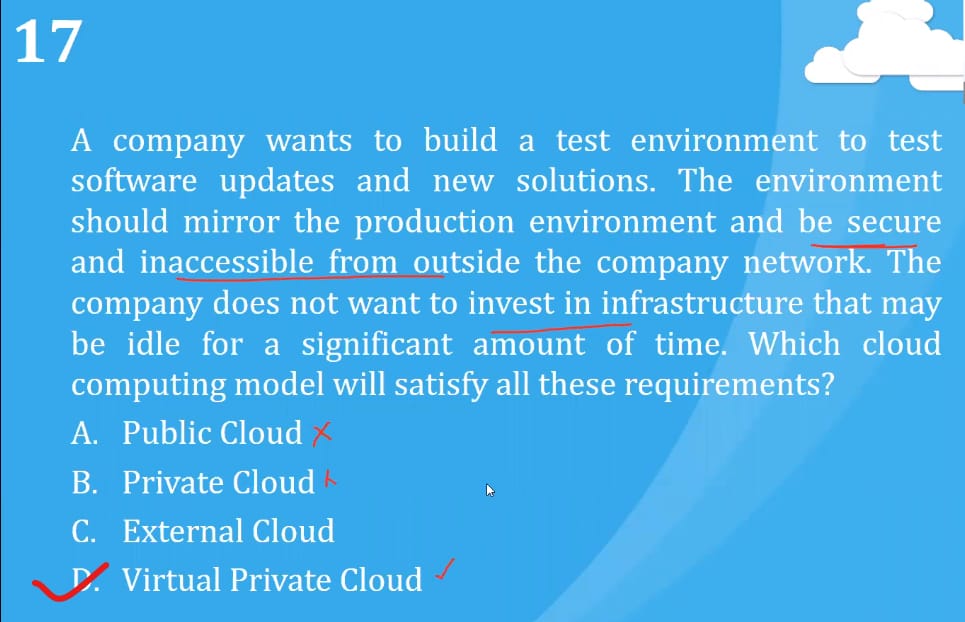 17
A company wants to build a test environment to test
software updates and new solutions. The environment
should mirror the production environment and be secure
and inaccessible from outside the company network. The
company does not want to invest in infrastructure that may
be idle for a significant amount of time. Which cloud
computing model will satisfy all these requirements?
A. Public Cloud
B. Private Cloud
C. External Cloud
D. Virtual Private Cloud